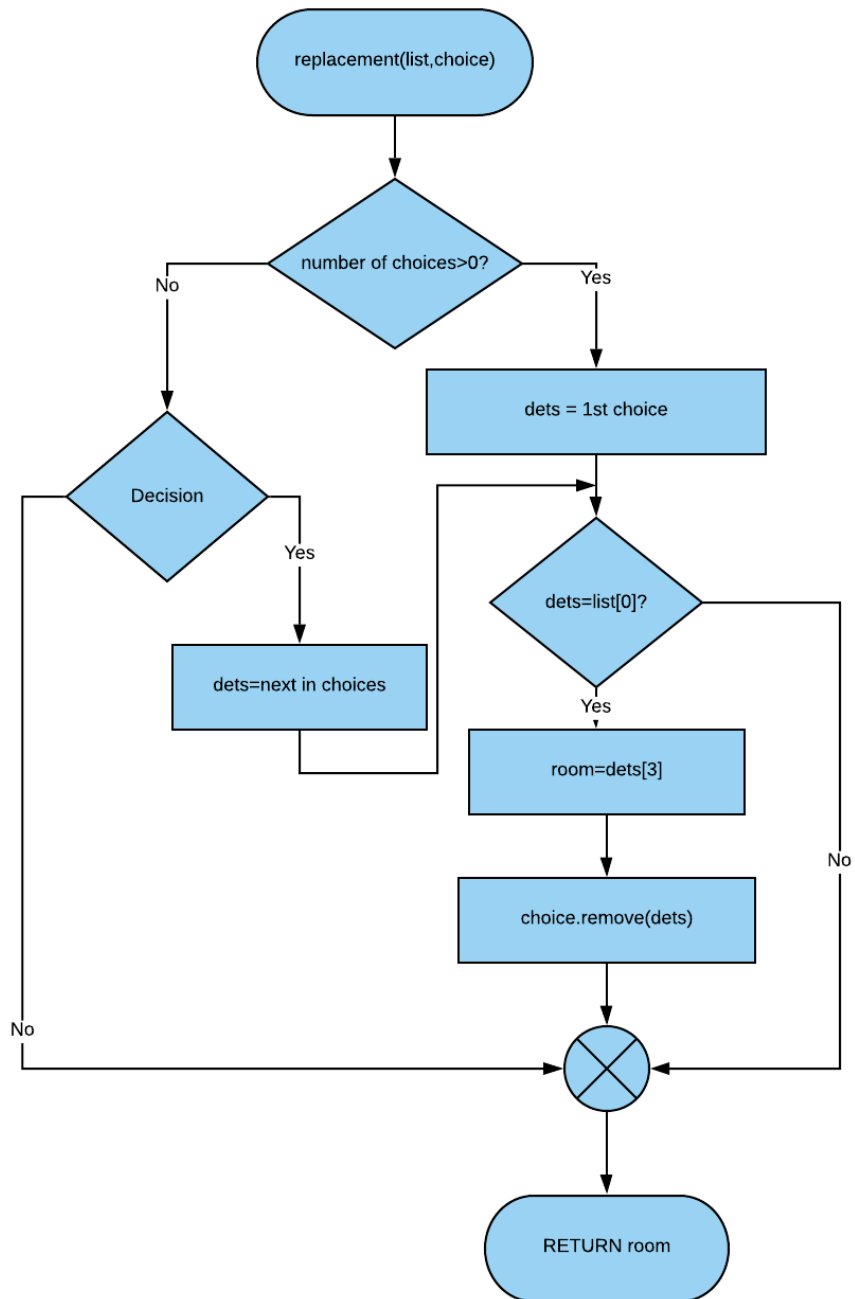 replacement(list,choice)
number of choices>0?
No
Yes
dets = 1st choice
Decision
Yes
dets=list[0]?
dets=next in choices
Yes
room=dets[3]
No
choice.remove(dets)
No
RETURN room